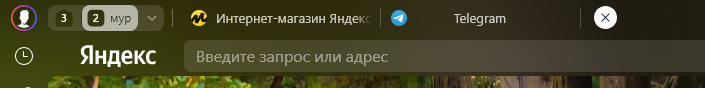 3 2 мур Интернет-магазин Яндекс Telegram
Яндекс Введите запрос или адрес